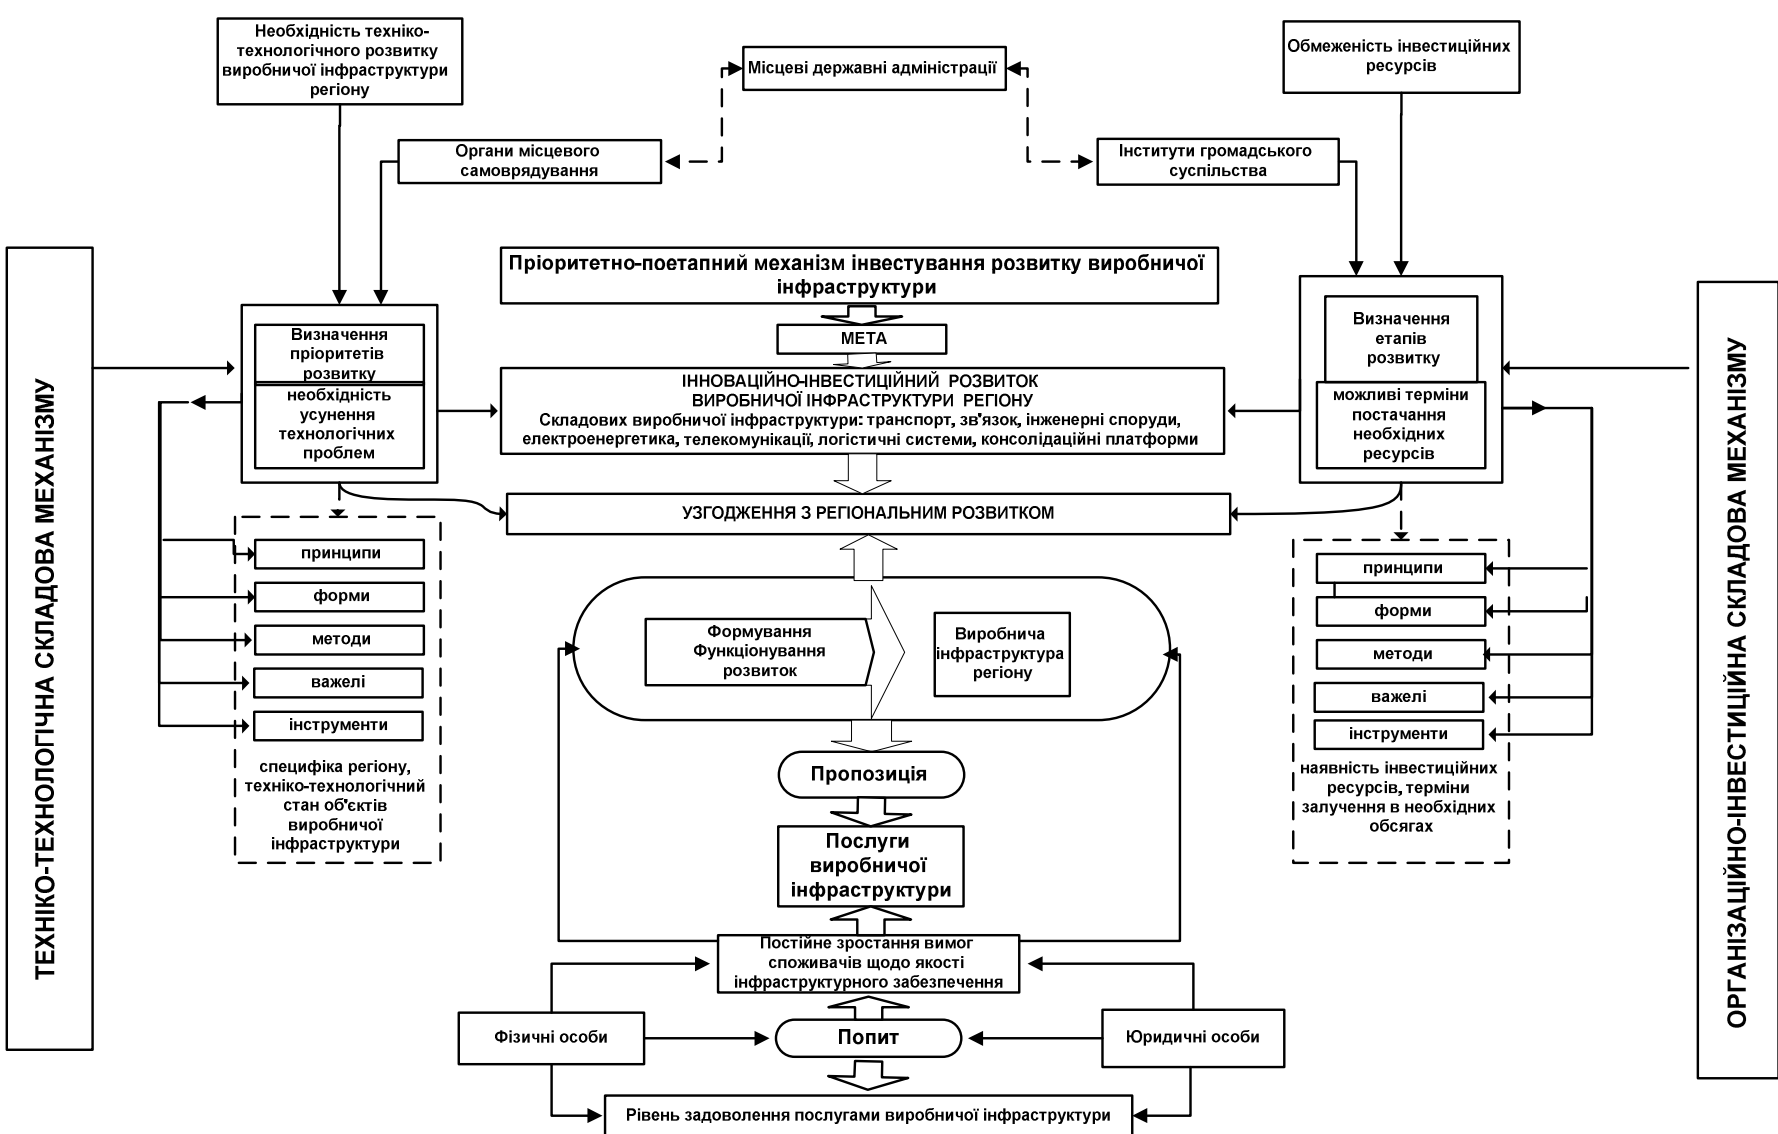 Необхідність техніко-
технологічного розвитку
виробничої інфраструктури
регіону
Місцеві державні адміністрації
Обмеженість інвестиційних
ресурсів
Органи місцевого
самоврядування
Інститути громадського
суспільства
ТЕХНІКО-ТЕХНОЛОГІЧНА СКЛАДОВА МЕХАНІЗМУ
Пріоритетно-поетапний механізм інвестування розвитку виробничої
інфраструктури
МЕТА
ІННОВАЦІЙНО-ІНВЕСТИЦІЙНИЙ РОЗВИТОК
ВИРОБНИЧОЇ ІНФРАСТРУКТУРИ РЕГІОНУ
Складових виробничої інфраструктури: транспорт, зв'язок, інженерні споруди,
електроенергетика, телекомунікації, логістичні системи, консолідаційні платформи
УЗГОДЖЕННЯ З РЕГІОНАЛЬНИМ РОЗВИТКОМ
Визначення
пріоритетів
розвитку
необхідність
усунення
технологічних
проблем
принципи
форми
методи
важелі
інструменти
специфіка регіону,
техніко-технологічний
стан об'єктів
виробничої
інфраструктури
Формування
Функціонування
розвиток
Виробнича
інфраструктура
регіону
Пропозиція
Послуги
виробничої
інфраструктури
Постійне зростання вимог
споживачів щодо якості
інфраструктурного забезпечення
Фізичні особи
Попит
Юридичні особи
Рівень задоволення послугами виробничої інфраструктури
Визначення
етапів
розвитку
можливі терміни
постачання
необхідних
ресурсів
принципи
форми
методи
важелі
інструменти
наявність інвестиційних
ресурсів, терміни
залучення в необхідних
обсягах
ОРГАНІЗАЦІЙНО-ІНВЕСТИЦІЙНА СКЛАДОВА МЕХАНІЗМУ